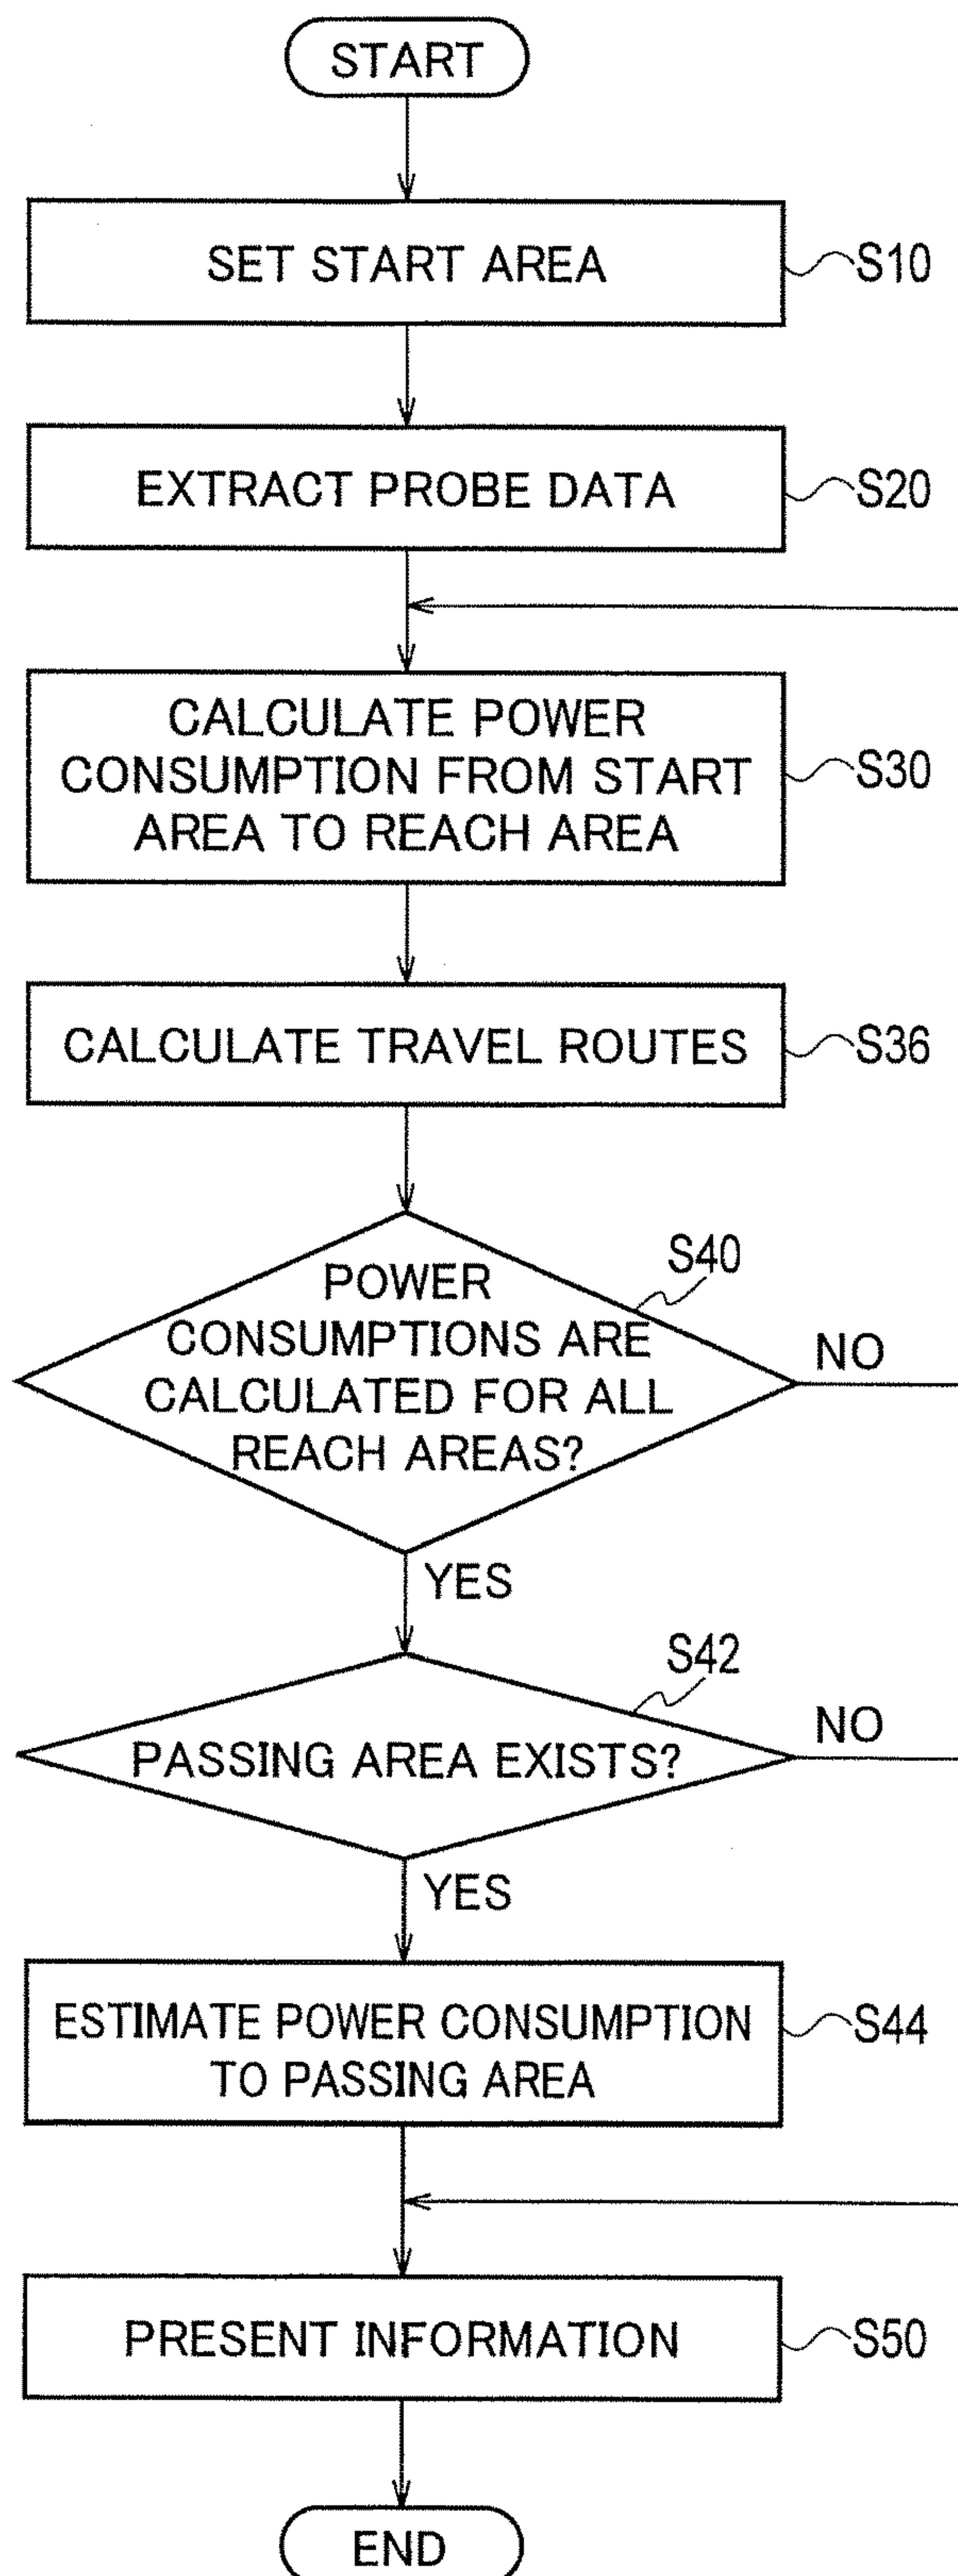 START
SET START AREA
S10
EXTRACT PROBE DATA
S20
CALCULATE POWER
CONSUMPTION FROM START
AREA TO REACH AREA
S30
CALCULATE TRAVEL ROUTES
S36
S40
POWER
CONSUMPTIONS ARE
CALCULATED FOR ALL
REACH AREAS?
NO
YES
S42
PASSING AREA EXISTS?
NO
YES
ESTIMATE POWER CONSUMPTION
TO PASSING AREA
S44
PRESENT INFORMATION
S50
END